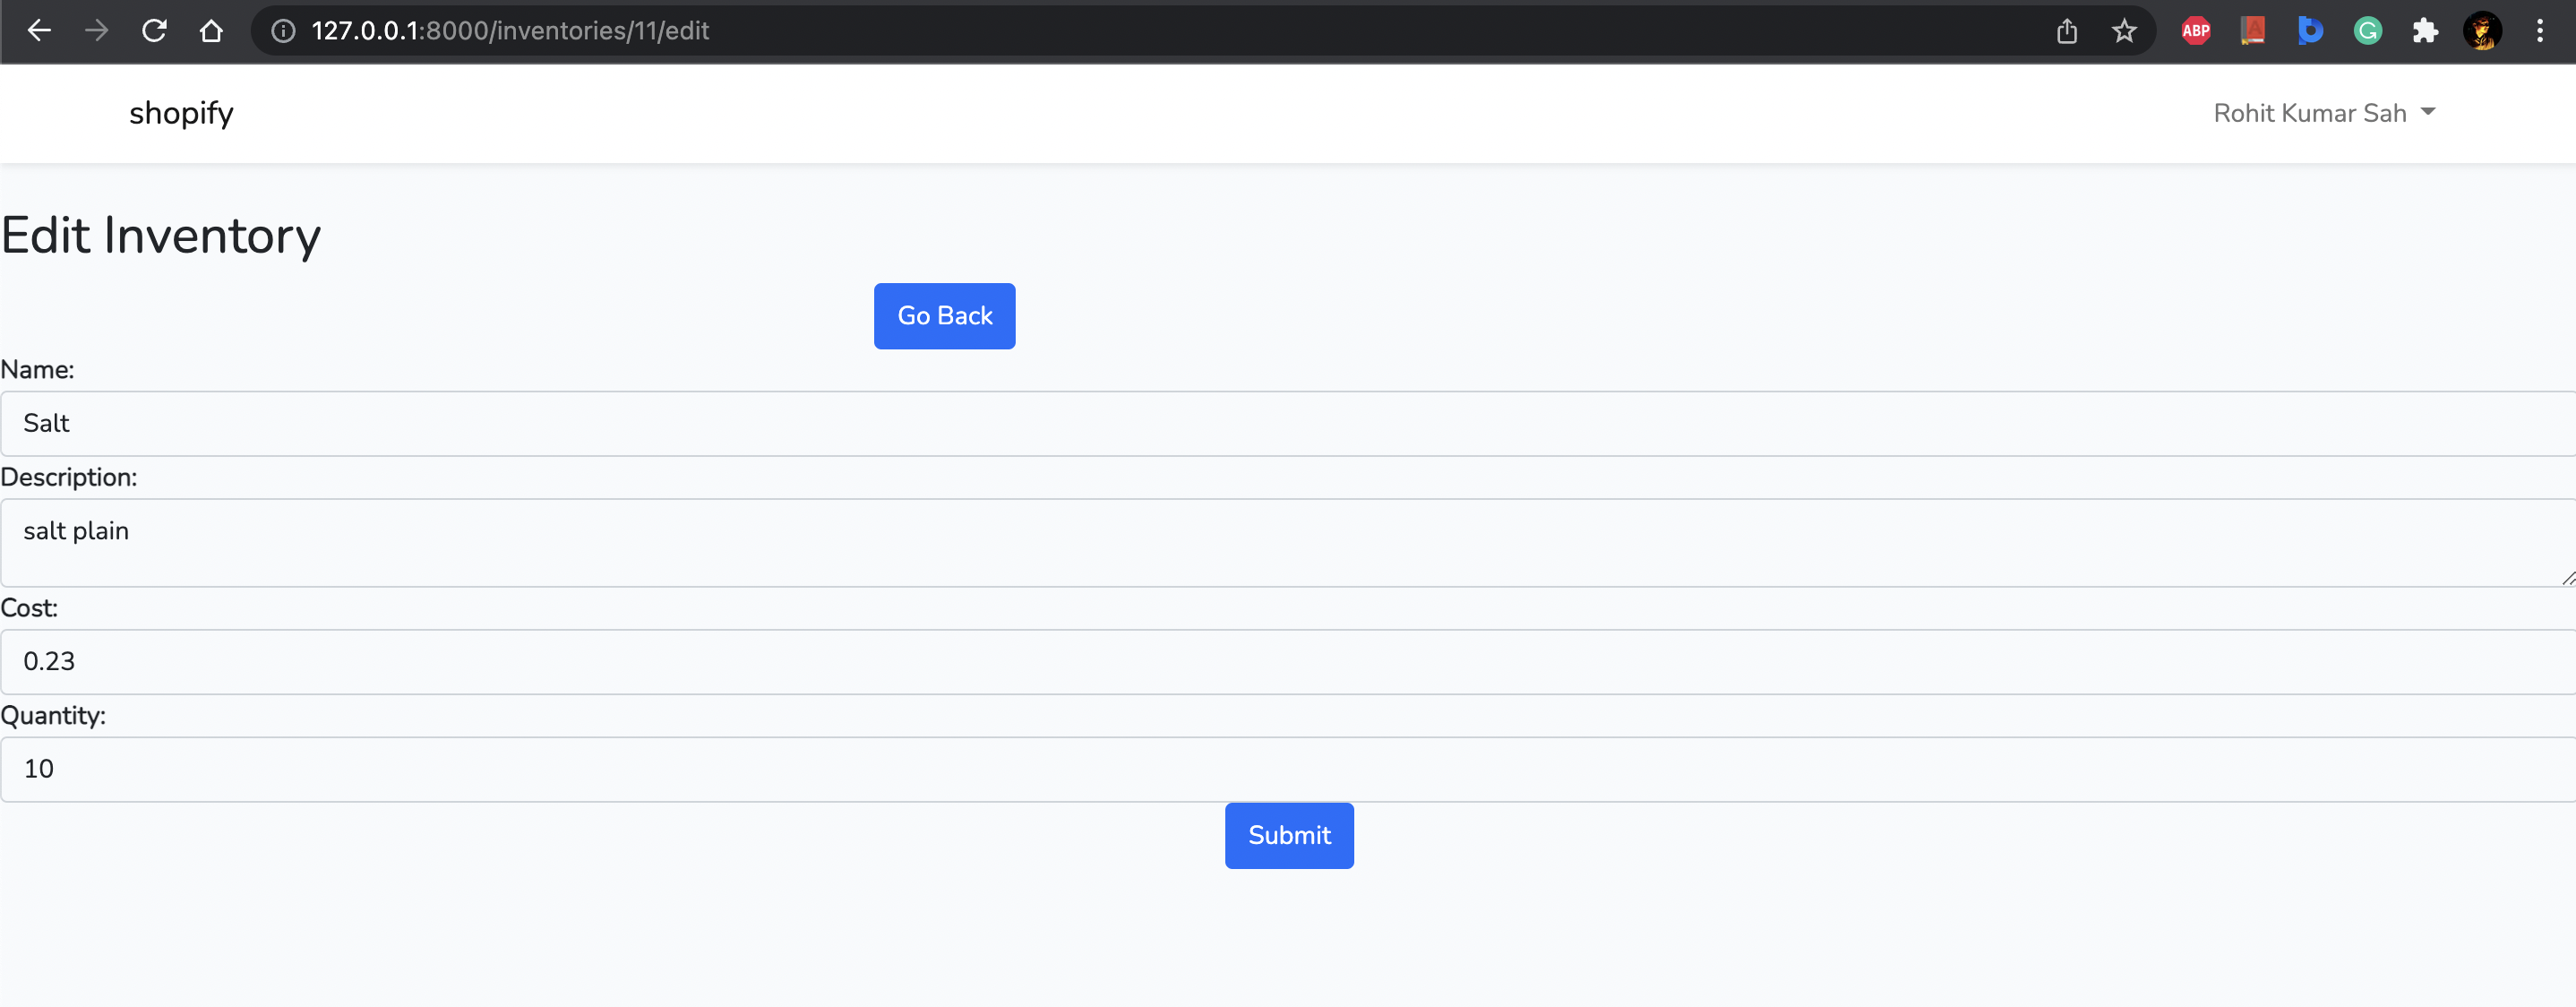 127.0.0.1:8000/inventories/11/edit
ABP
shopify
Rohit Kumar Sah
Edit Inventory
Go Back
Name:
Salt
Description:
salt plain
Cost:
0.23
Quantity:
10
Submit